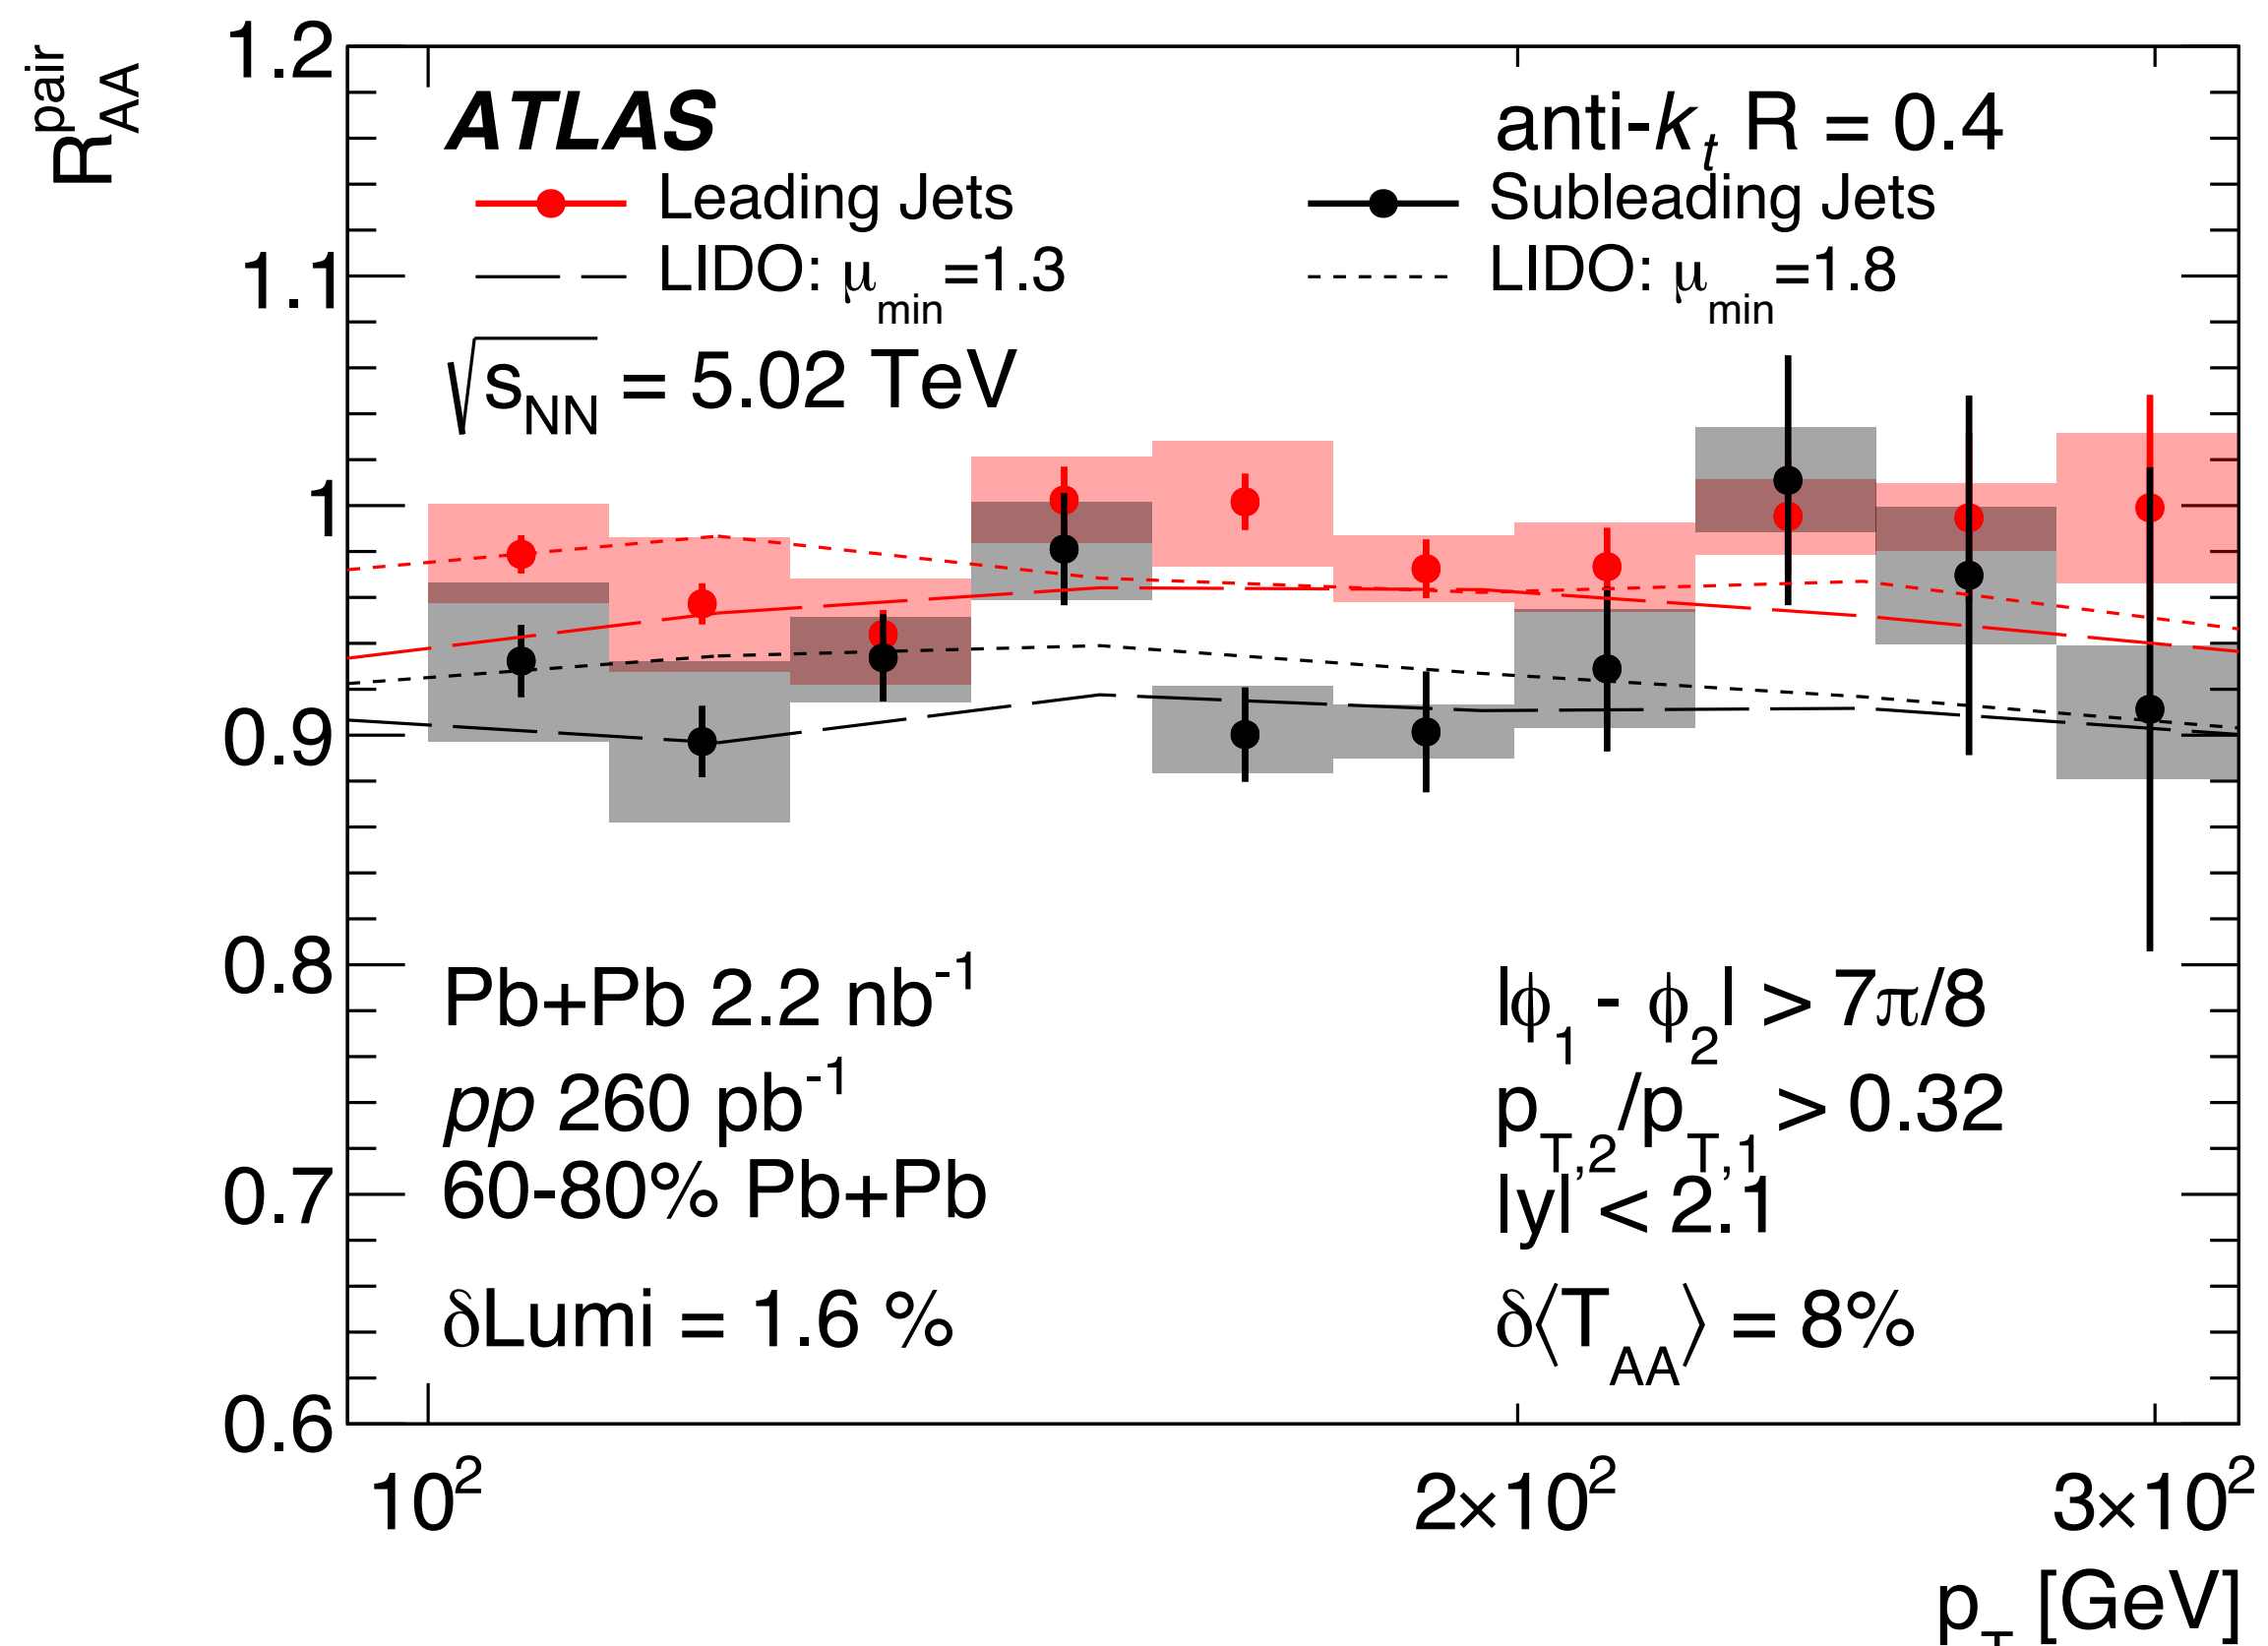 R_AA^pair
1.2
1.1
1
0.9
0.8
0.7
0.6
ATLAS
anti-k_t R = 0.4
Leading Jets
Subleading Jets
LIDO: μ_min=1.3
LIDO: μ_min=1.8
√s_NN = 5.02 TeV
Pb+Pb 2.2 nb^-1
|ϕ_1 - ϕ_2| > 7π/8
pp 260 pb^-1
p_T,2/p_T,1 > 0.32
60-80% Pb+Pb
|y| < 2.1
δLumi = 1.6 %
δ⟨T_AA⟩ = 8%
10^2
2×10^2
3×10^2
p_T [GeV]